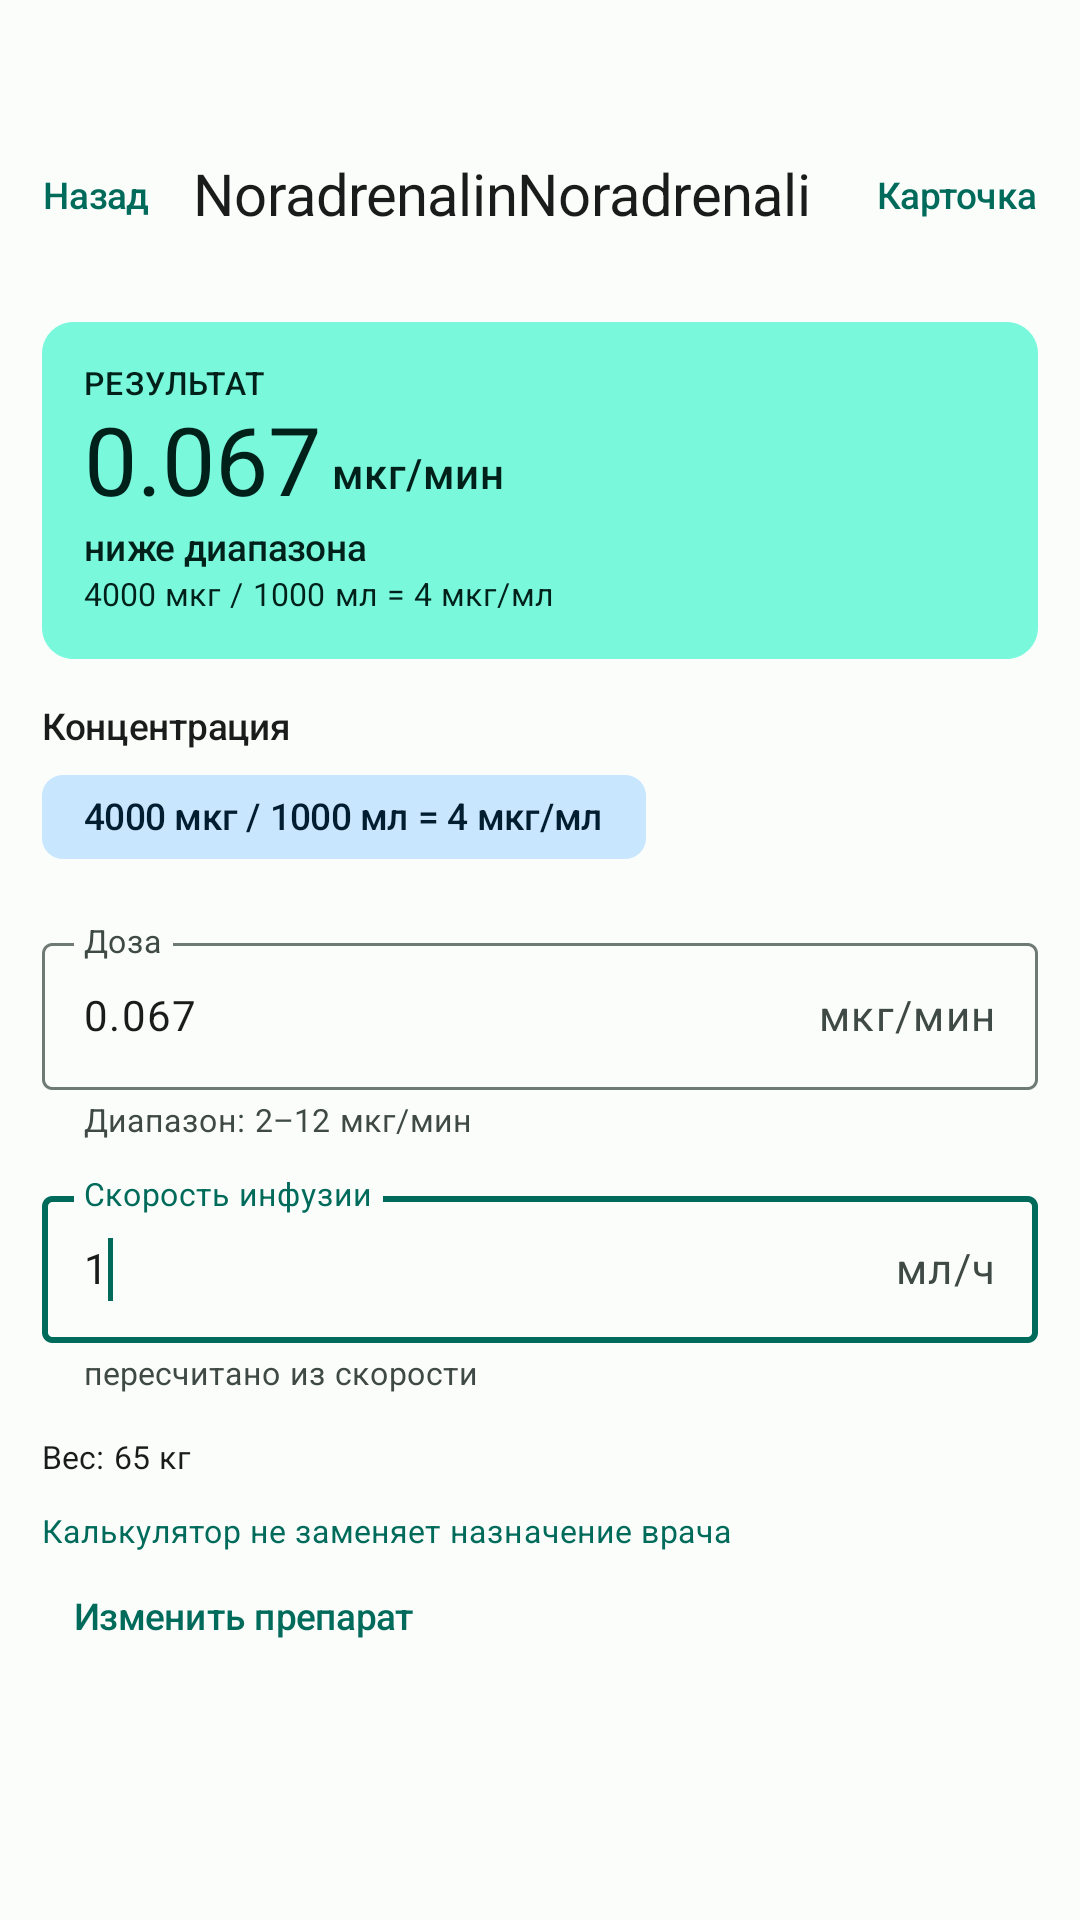 Назад NoradrenalinNoradrenali Карточка
РЕЗУЛЬТАТ
0.067 мкг/мин
ниже диапазона
4000 мкг / 1000 мл = 4 мкг/мл
Концентрация
4000 мкг / 1000 мл = 4 мкг/мл
Доза
0.067 мкг/мин
Диапазон: 2–12 мкг/мин
Скорость инфузии
1 мл/ч
пересчитано из скорости
Вес: 65 кг
Калькулятор не заменяет назначение врача
Изменить препарат